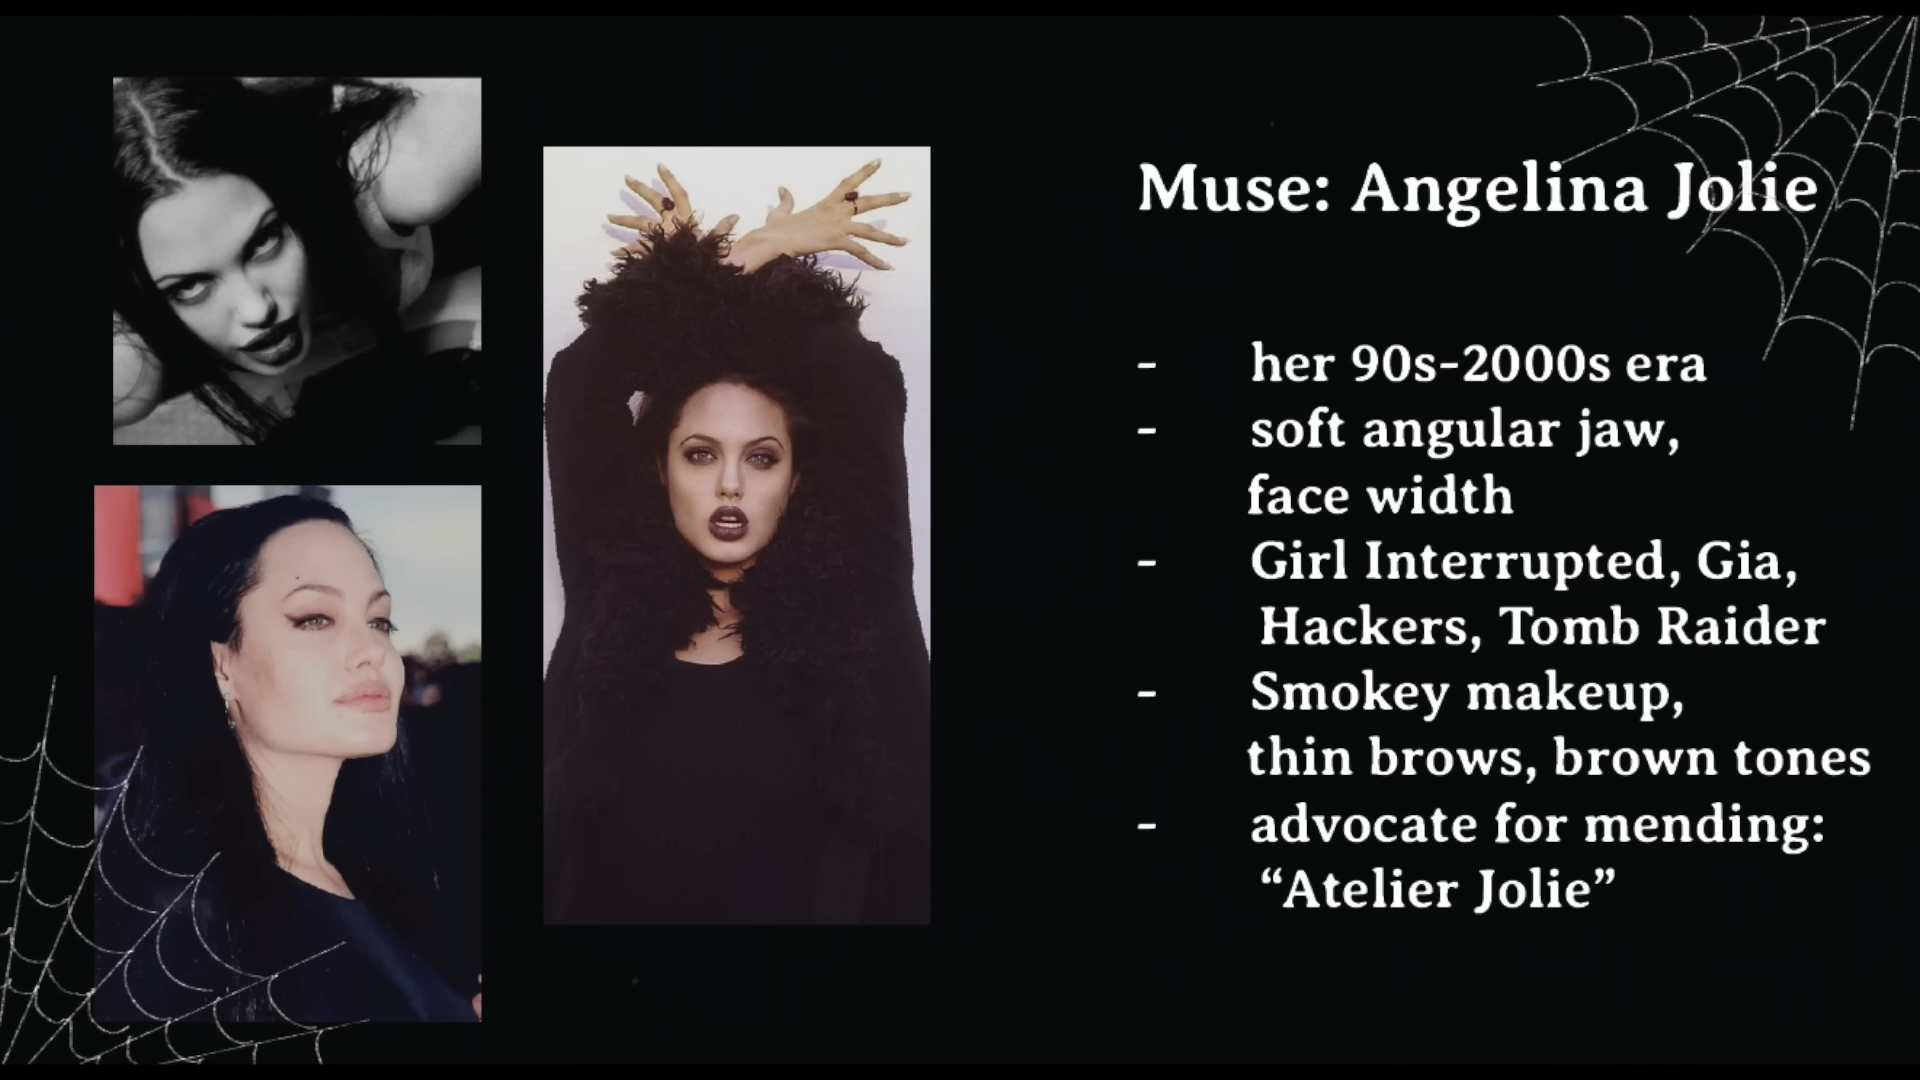 Muse: Angelina Jolie
- her 90s-2000s era
- soft angular jaw,
face width
- Girl Interrupted, Gia,
Hackers, Tomb Raider
- Smokey makeup,
thin brows, brown tones
- advocate for mending:
“Atelier Jolie”